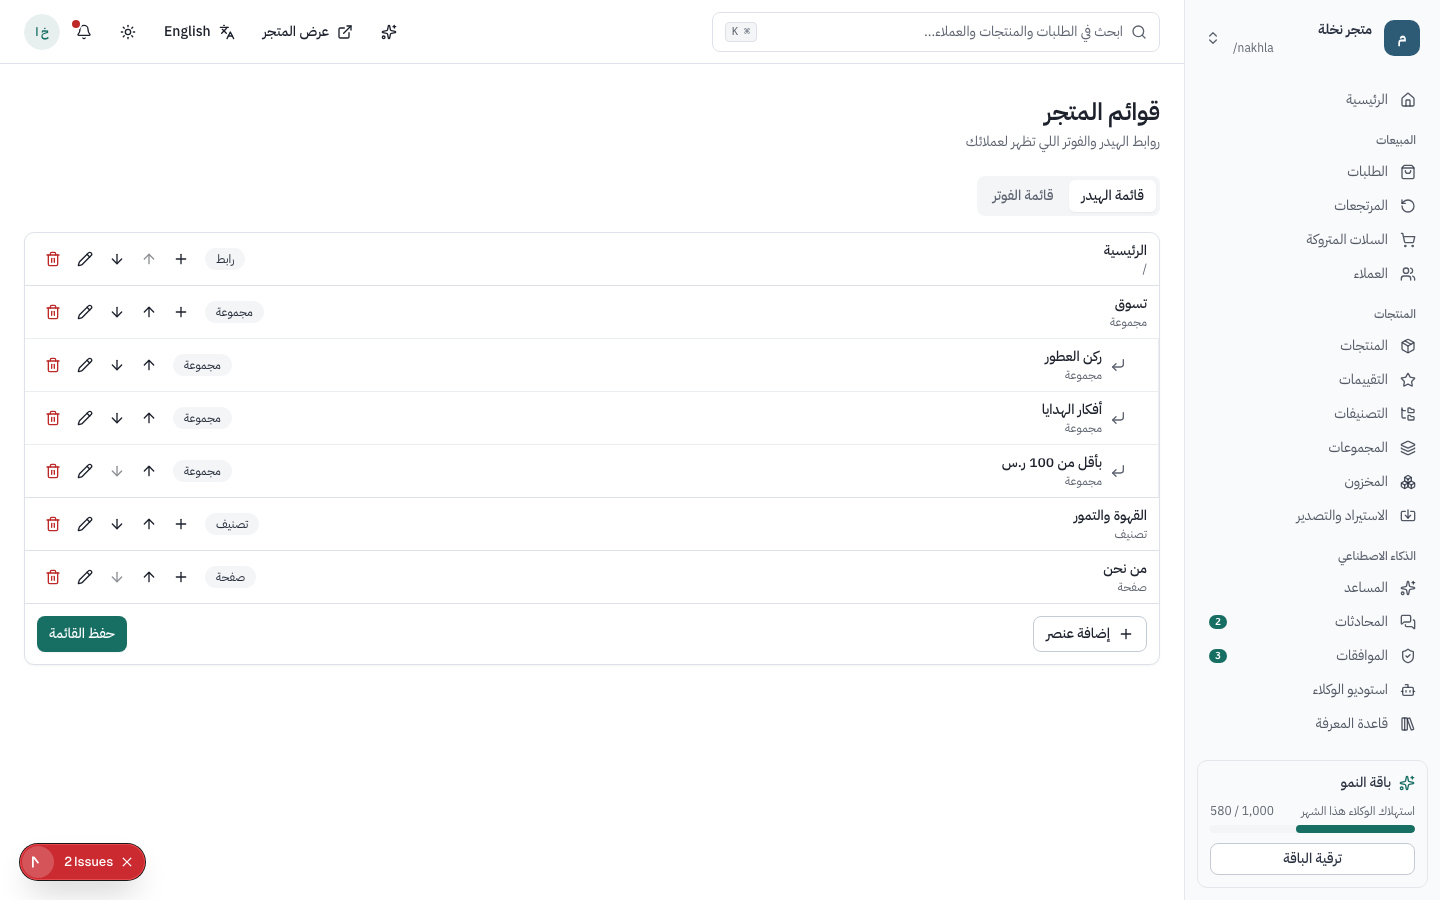 متجر نخلة
/nakhla
الرئيسية
المبيعات
الطلبات
المرتجعات
السلات المتروكة
العملاء
المنتجات
المنتجات
التقييمات
التصنيفات
المجموعات
المخزون
الاستيراد والتصدير
الذكاء الاصطناعي
المساعد
المحادثات 2
الموافقات 3
استوديو الوكلاء
قاعدة المعرفة
باقة النمو
استهلاك الوكلاء هذا الشهر 580 / 1,000
ترقية الباقة
ابحث في الطلبات والمنتجات والعملاء... ⌘ K
عرض المتجر
English
خ ا
قوائم المتجر
روابط الهيدر والفوتر اللي تظهر لعملائك
قائمة الهيدر قائمة الفوتر
الرئيسية رابط
/
تسوق مجموعة
مجموعة
ركن العطور مجموعة
مجموعة
أفكار الهدايا مجموعة
مجموعة
بأقل من 100 ر.س مجموعة
مجموعة
القهوة والتمور تصنيف
تصنيف
من نحن صفحة
صفحة
إضافة عنصر حفظ القائمة
2 Issues
م